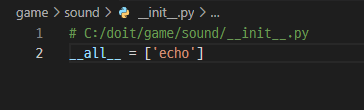 game > sound > __init__.py > ...
1 # C:/doit/game/sound/__init__.py
2 __all__ = ['echo']